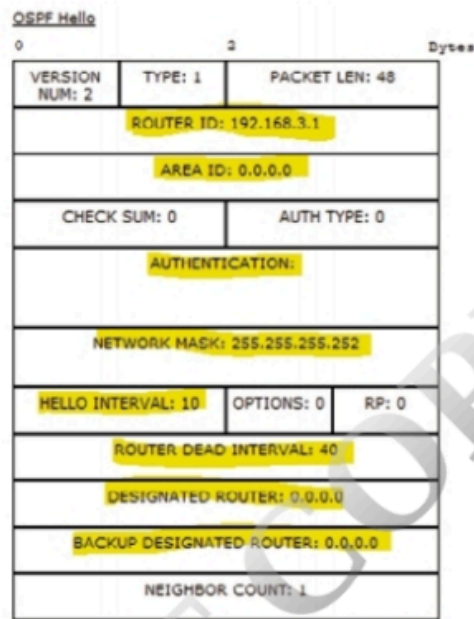 OSPF Hello
0 2 Bytes
VERSION TYPE: 1 PACKET LEN: 48
NUM: 2
ROUTER ID: 192.168.3.1
AREA ID: 0.0.0.0
CHECK SUM: 0 AUTH TYPE: 0
AUTHENTICATION:
NETWORK MASK: 255.255.255.252
HELLO INTERVAL: 10 OPTIONS: 0 RP: 0
ROUTER DEAD INTERVAL: 40
DESIGNATED ROUTER: 0.0.0.0
BACKUP DESIGNATED ROUTER: 0.0.0.0
NEIGHBOR COUNT: 1